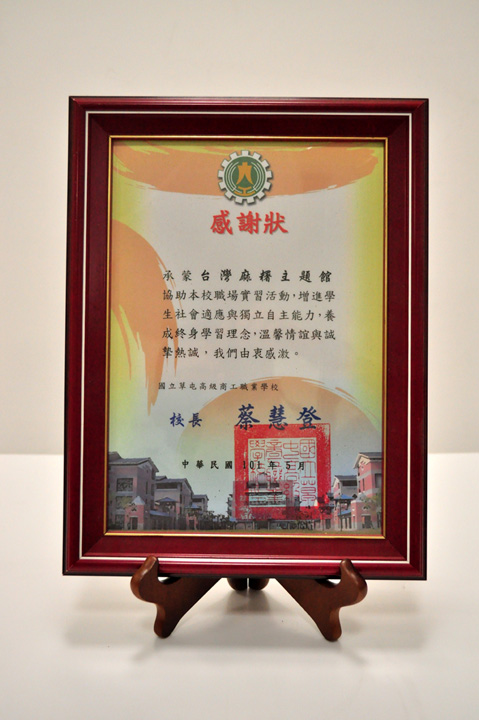 感謝狀
承蒙台灣麻糬主題館
協助本校職場實習活動，增進學
生社會適應與獨立自主能力，養
成終身學習理念，溫馨情誼與誠
摯熱誠，我們由衷感激。
國立草屯高級商工職業學校
校長 蔡慧登
中華民國 101 年 5 月